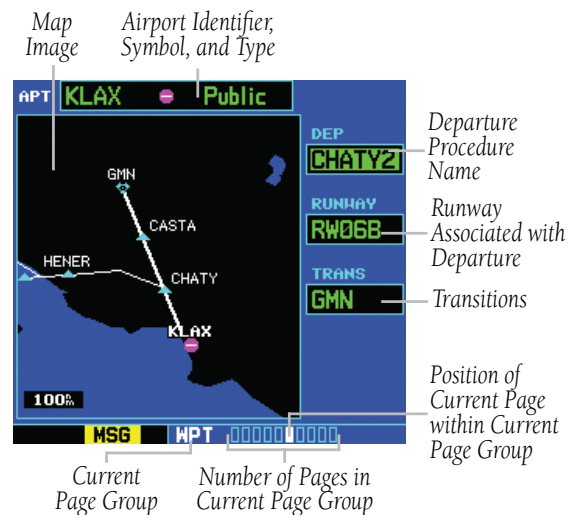 Map
Image
Airport Identifier,
Symbol, and Type
APT KLAX Public
DEP
CHATY2
Departure
Procedure
Name
GMN
CASTA
HENER
CHATY
KLAX
RUNWAY
RW06B
Runway
Associated with
Departure
TRANS
GMN
Transitions
100nm
Position of
Current Page
within Current
Page Group
MSG WPT
Current
Page Group
Number of Pages in
Current Page Group